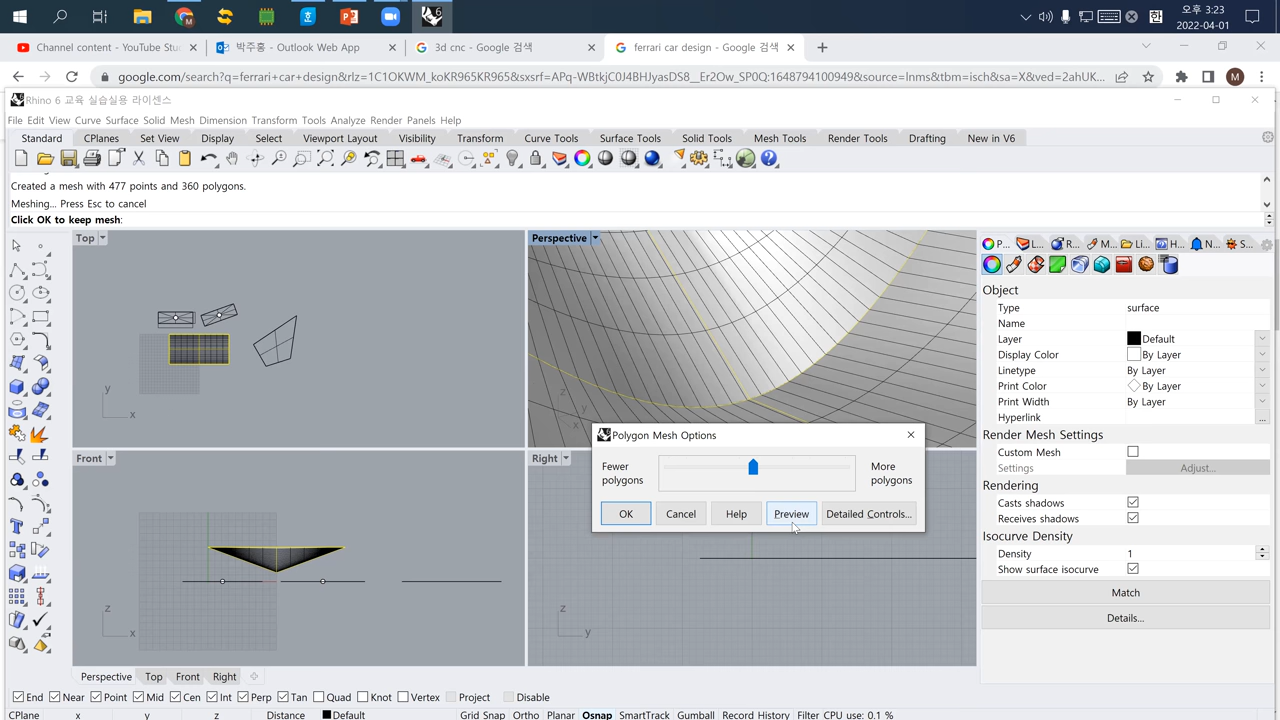 오후 3:23
2022-04-01
한
Channel content - YouTube Stu
박주홍 - Outlook Web App
3d cnc - Google 검색
ferrari car design - Google 검색
google.com/search?q=ferrari+car+design&rlz=1C1OKWM_koKR965KR965&sxsrf=APq-WBtkjC0J4BHJyasDS8__Er2Ow_SP0Q:1648794100949&source=lnms&tbm=isch&sa=X&ved=2ahUK...
M
Rhino 6 교육 실습실용 라이센스
File Edit View Curve Surface Solid Mesh Dimension Transform Tools Analyze Render Panels Help
Standard CPlanes Set View Display Select Viewport Layout Visibility Transform Curve Tools Surface Tools Solid Tools Mesh Tools Render Tools Drafting New in V6
Created a mesh with 477 points and 360 polygons.
Meshing... Press Esc to cancel
Click OK to keep mesh:
Top
Perspective
P... L... R... M... Li... H... N... S...
Object
Type surface
Name
Layer Default
Display Color By Layer
Linetype By Layer
Print Color By Layer
Print Width By Layer
Hyperlink
Render Mesh Settings
Custom Mesh
Settings Adjust...
Rendering
Casts shadows
Receives shadows
Isocurve Density
Density 1
Show surface isocurve
Match
Details...
y
x
z
y
x
Polygon Mesh Options
Fewer polygons
More polygons
OK Cancel Help Preview Detailed Controls...
Front
Right
z
x
z
y
Perspective Top Front Right
End Near Point Mid Cen Int Perp Tan Quad Knot Vertex Project Disable
CPlane x y z Distance Default Grid Snap Ortho Planar Osnap SmartTrack Gumball Record History Filter CPU use: 0.1 %